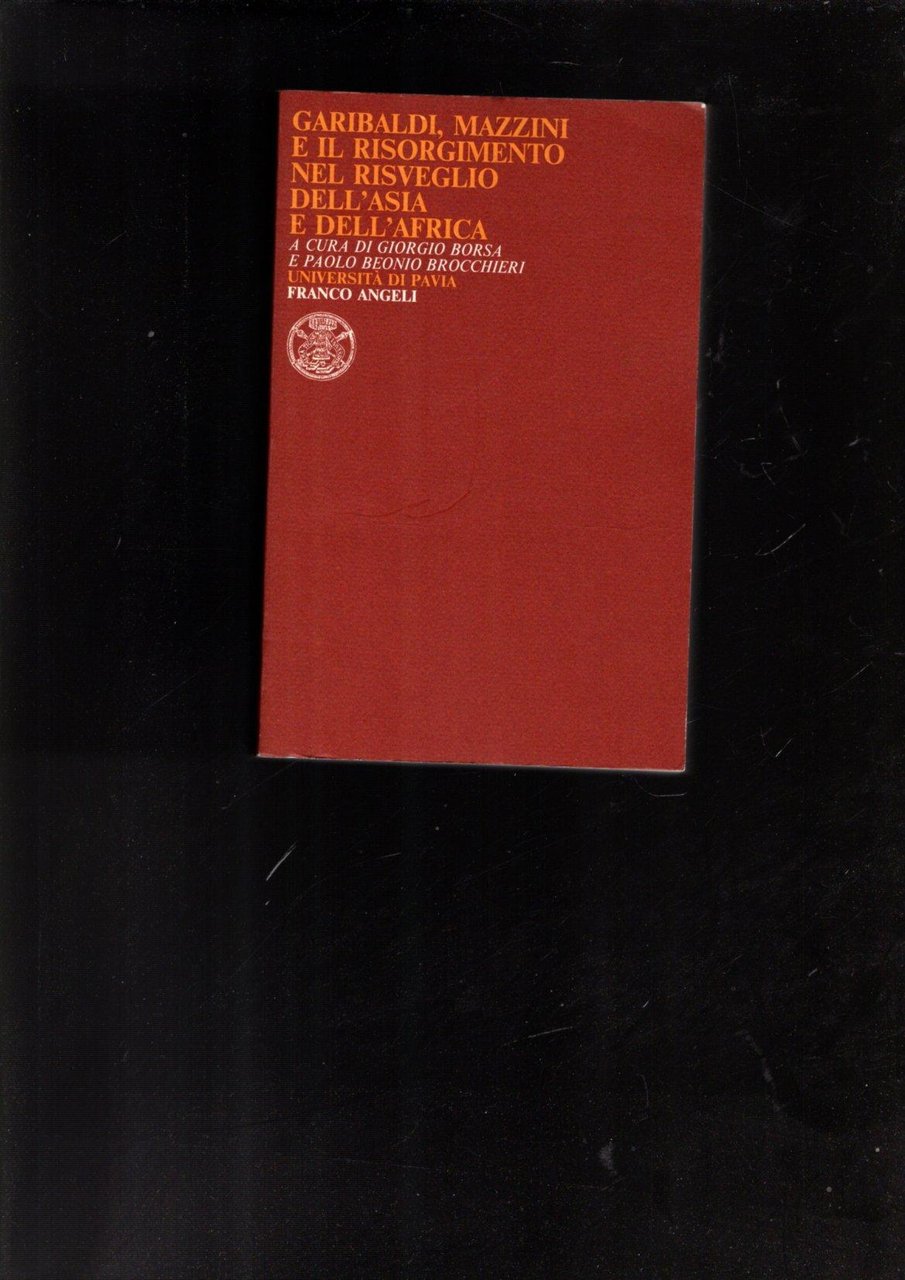 GARIBALDI, MAZZINI
E IL RISORGIMENTO
NEL RISVEGLIO
DELL'ASIA
E DELL'AFRICA
A CURA DI GIORGIO BORSA
E PAOLO BEONIO BROCCHIERI
UNIVERSITÀ DI PAVIA
FRANCO ANGELI